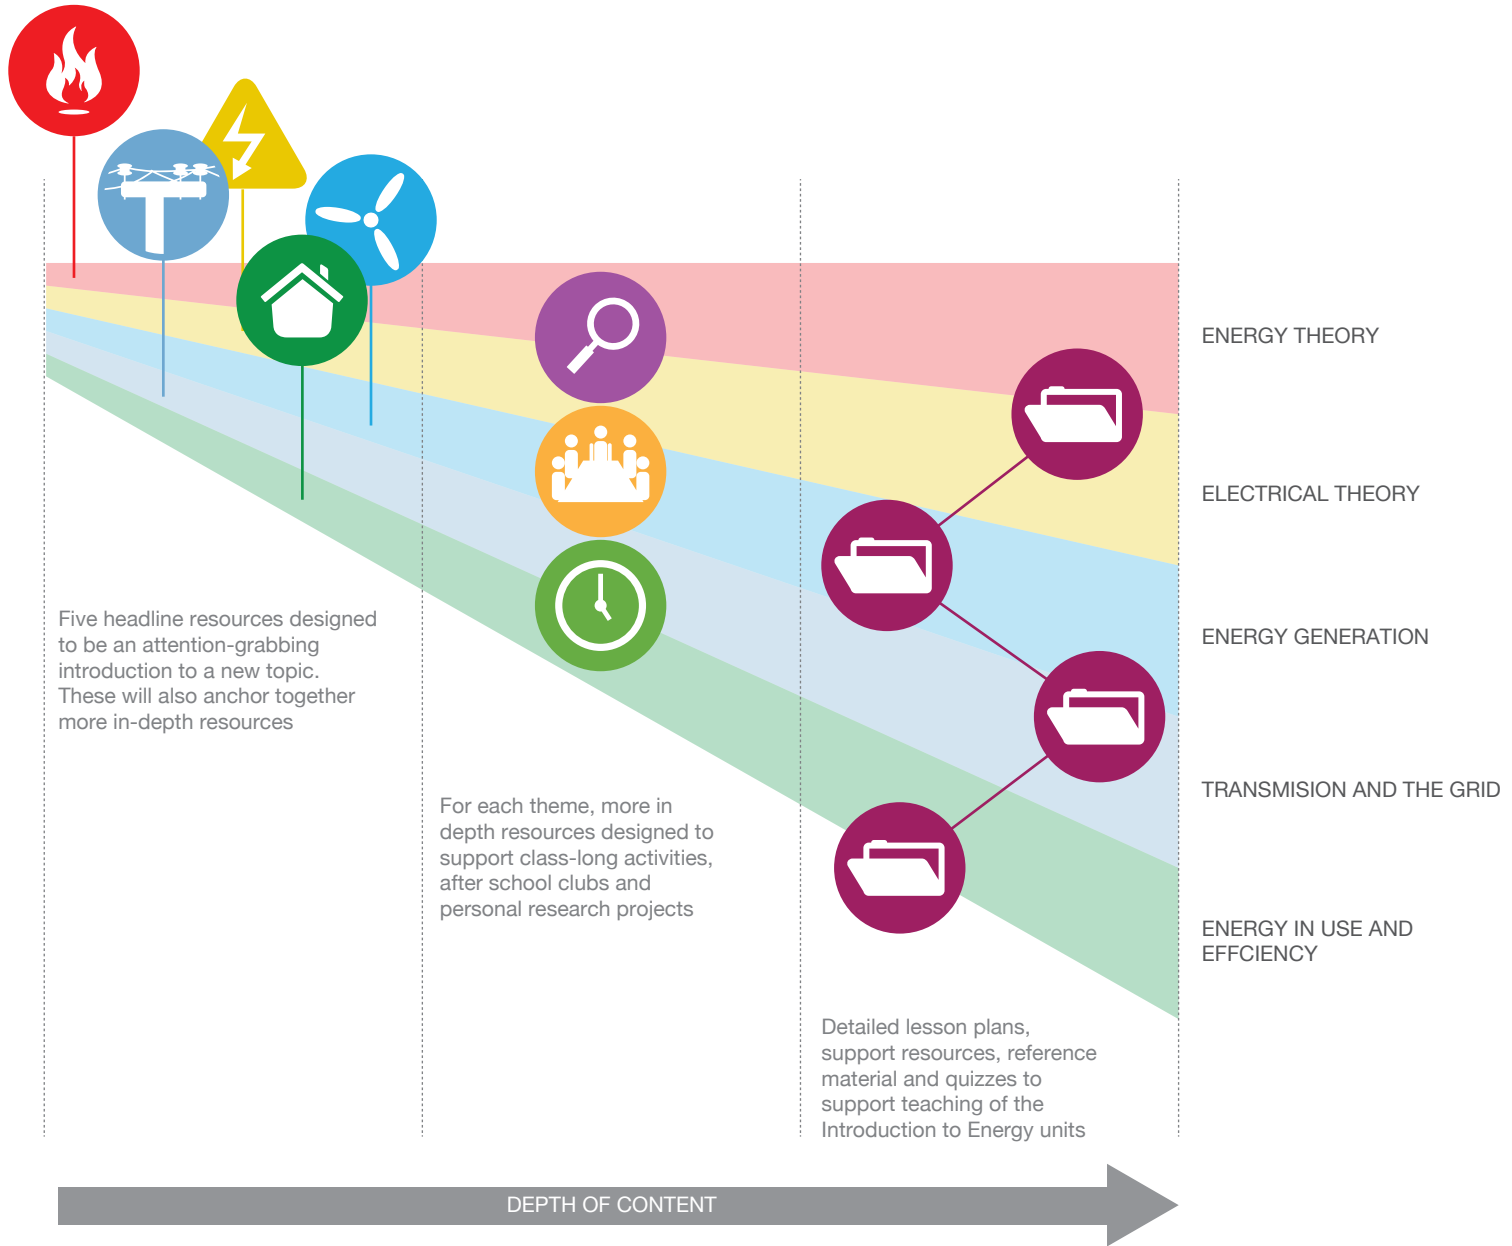 ENERGY THEORY
ELECTRICAL THEORY
ENERGY GENERATION
TRANSMISION AND THE GRID
ENERGY IN USE AND
EFFCIENCY
Five headline resources designed
to be an attention-grabbing
introduction to a new topic.
These will also anchor together
more in-depth resources
For each theme, more in
depth resources designed to
support class-long activities,
after school clubs and
personal research projects
Detailed lesson plans,
support resources, reference
material and quizzes to
support teaching of the
Introduction to Energy units
DEPTH OF CONTENT